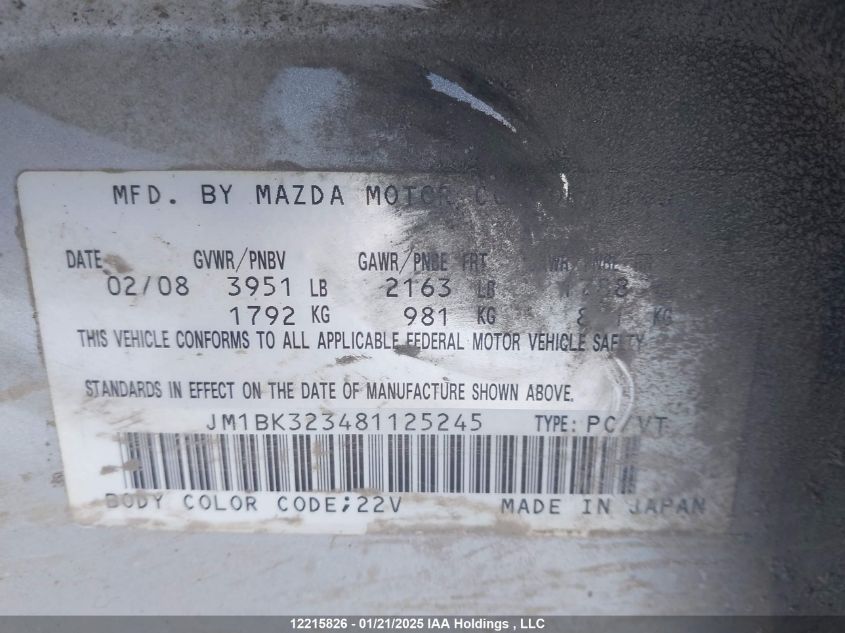 MFD. BY MAZDA MOTOR
DATE GVWR/PNBV GAWR/PNBE FRT
02/08 3951 LB 2163 LB
1792 KG 981 KG KG
THIS VEHICLE CONFORMS TO ALL APPLICABLE FEDERAL MOTOR VEHICLE SAFETY
STANDARDS IN EFFECT ON THE DATE OF MANUFACTURE SHOWN ABOVE.
JM1BK323481125245 TYPE: PC/VT
BODY COLOR CODE;22V MADE IN JAPAN
12215826 - 01/21/2025 IAA Holdings , LLC